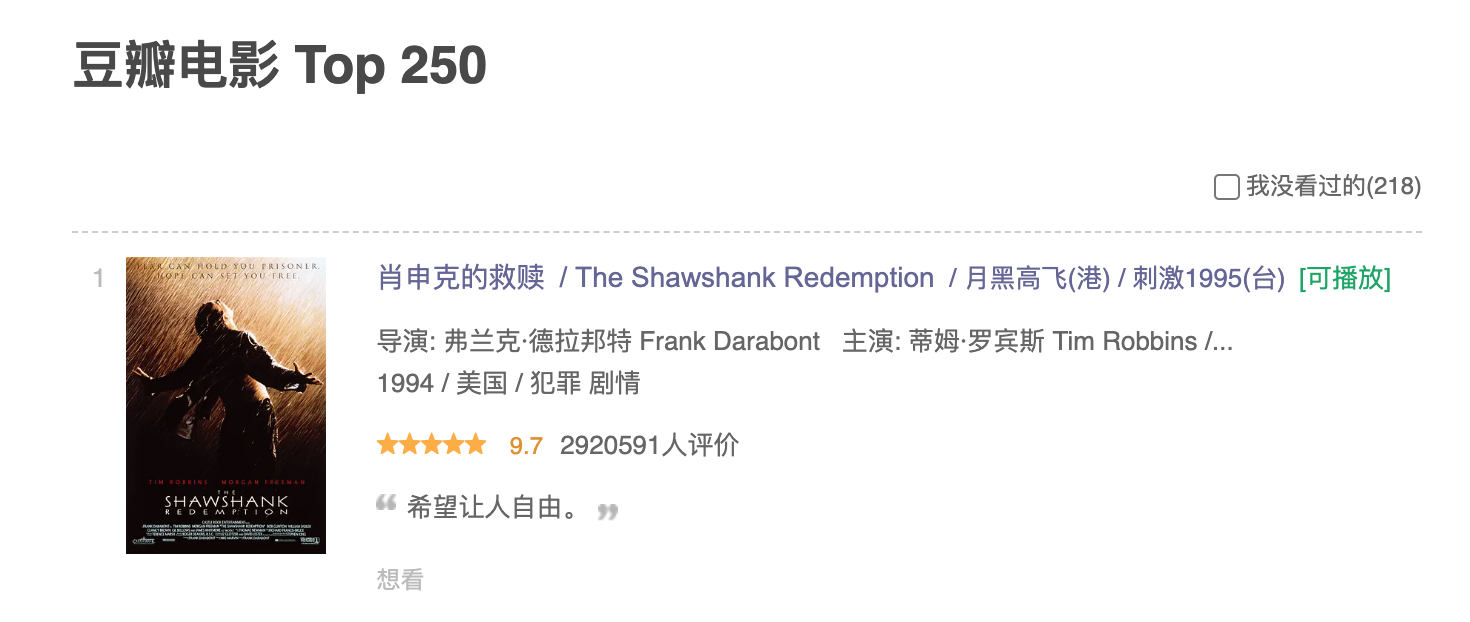 豆瓣电影 Top 250
我没看过的(218)
1
肖申克的救赎 / The Shawshank Redemption / 月黑高飞(港) / 刺激1995(台) [可播放]
导演: 弗兰克·德拉邦特 Frank Darabont 主演: 蒂姆·罗宾斯 Tim Robbins /...
1994 / 美国 / 犯罪 剧情
9.7 2920591人评价
“ 希望让人自由。 ”
想看
FEAR CAN HOLD YOU PRISONER.
HOPE CAN SET YOU FREE.
TIM ROBBINS MORGAN FREEMAN
THE
SHAWSHANK
REDEMPTION